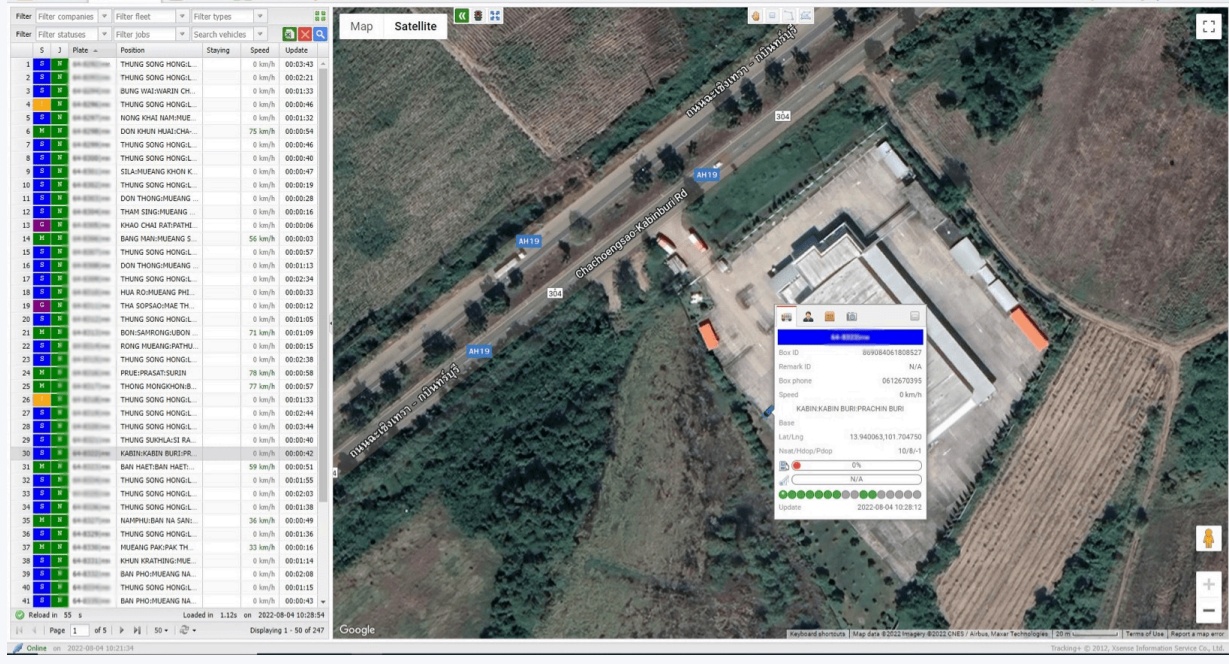 Filter Filter companies Filter fleet Filter types
Filter Filter statuses Filter jobs Search vehicles
S J Plate Position Staying Speed Update
1 S N THUNG SONG HONG:L... 0 km/h 00:03:43
2 S N THUNG SONG HONG:L... 0 km/h 00:02:21
3 S N BUNG WAI:WARIN CH... 0 km/h 00:01:33
4 THUNG SONG HONG:L... 0 km/h 00:00:46
5 S N NONG KHAI NAM:MUE... 0 km/h 00:01:32
6 M N DON KHUN HUAI:CHA-... 75 km/h 00:00:54
7 S N THUNG SONG HONG:L... 0 km/h 00:00:46
8 S N THUNG SONG HONG:L... 0 km/h 00:00:40
9 S N SILA:MUEANG KHON K... 0 km/h 00:00:47
10 S N THUNG SONG HONG:L... 0 km/h 00:00:19
11 S N DON THONG:MUEANG ... 0 km/h 00:00:28
12 S N THAM SING:MUEANG ... 0 km/h 00:00:16
13 G N KHAO CHAI RAT:PATHI... 0 km/h 00:00:06
14 M N BANG MAN:MUEANG S... 56 km/h 00:00:03
15 S N THUNG SONG HONG:L... 0 km/h 00:00:57
16 S N DON THONG:MUEANG ... 0 km/h 00:01:13
17 S N THUNG SONG HONG:L... 0 km/h 00:02:34
18 S N HUA RO:MUEANG PHI... 0 km/h 00:00:33
19 G N THA SOPSAO:MAE TH... 0 km/h 00:00:12
20 S N THUNG SONG HONG:L... 0 km/h 00:01:05
21 M N BON:SAMRONG:UBON ... 71 km/h 00:01:09
22 S N RONG MUEANG:PATHU... 0 km/h 00:00:15
23 S N THUNG SONG HONG:L... 0 km/h 00:02:38
24 M N PRUE:PRASAT:SURIN 78 km/h 00:00:58
25 M N THONG MONGKHON:B... 77 km/h 00:00:57
26 N THUNG SONG HONG:L... 0 km/h 00:01:33
27 S N THUNG SONG HONG:L... 0 km/h 00:02:44
28 S N THUNG SONG HONG:L... 0 km/h 00:03:44
29 S N THUNG SUKHLA:SI RA... 0 km/h 00:00:40
30 S N KABIN:KABIN BURI:PR... 0 km/h 00:00:42
31 M N BAN HAET:BAN HAET:... 59 km/h 00:00:51
32 S N THUNG SONG HONG:L... 0 km/h 00:01:55
33 S N THUNG SONG HONG:L... 0 km/h 00:02:03
34 S N THUNG SONG HONG:L... 0 km/h 00:01:38
35 M N NAMPHU:BAN NA SAN:... 36 km/h 00:00:49
36 S N THUNG SONG HONG:L... 0 km/h 00:01:36
37 M N MUEANG PAK:PAK TH... 33 km/h 00:00:16
38 S N KHUN KRATHING:MUE... 0 km/h 00:01:14
39 S N BAN PHO:MUEANG NA... 0 km/h 00:02:08
40 S N THUNG SONG HONG:L... 0 km/h 00:01:15
41 S N BAN PHO:MUEANG NA... 0 km/h 00:00:43
Reload in 55 s Loaded in 1.12s on 2022-08-04 10:28:54
Page 1 of 5 50 Displaying 1 - 50 of 247
Online on 2022-08-04 10:21:34
Map Satellite
ถนนฉะเชิงเทรา - กบินทร์บุรี
304
AH19
Chachoengsao-Kabinburi Rd
AH19
304
AH19
ถนนฉะเชิงเทรา - กบินทร์บุรี
4
Box ID 869084061808527
Remark ID N/A
Box phone 0612670395
Speed 0 km/h
KABIN:KABIN BURI:PRACHIN BURI
Base
Lat/Lng 13.940063,101.704750
Nsat/Hdop/Pdop 10/8/-1
0%
N/A
Update 2022-08-04 10:28:12
Google
Keyboard shortcuts Map data ©2022 Imagery ©2022 CNES / Airbus, Maxar Technologies 20 m Terms of Use Report a map error
Tracking+ © 2012, Xsense Information Service Co., Ltd.